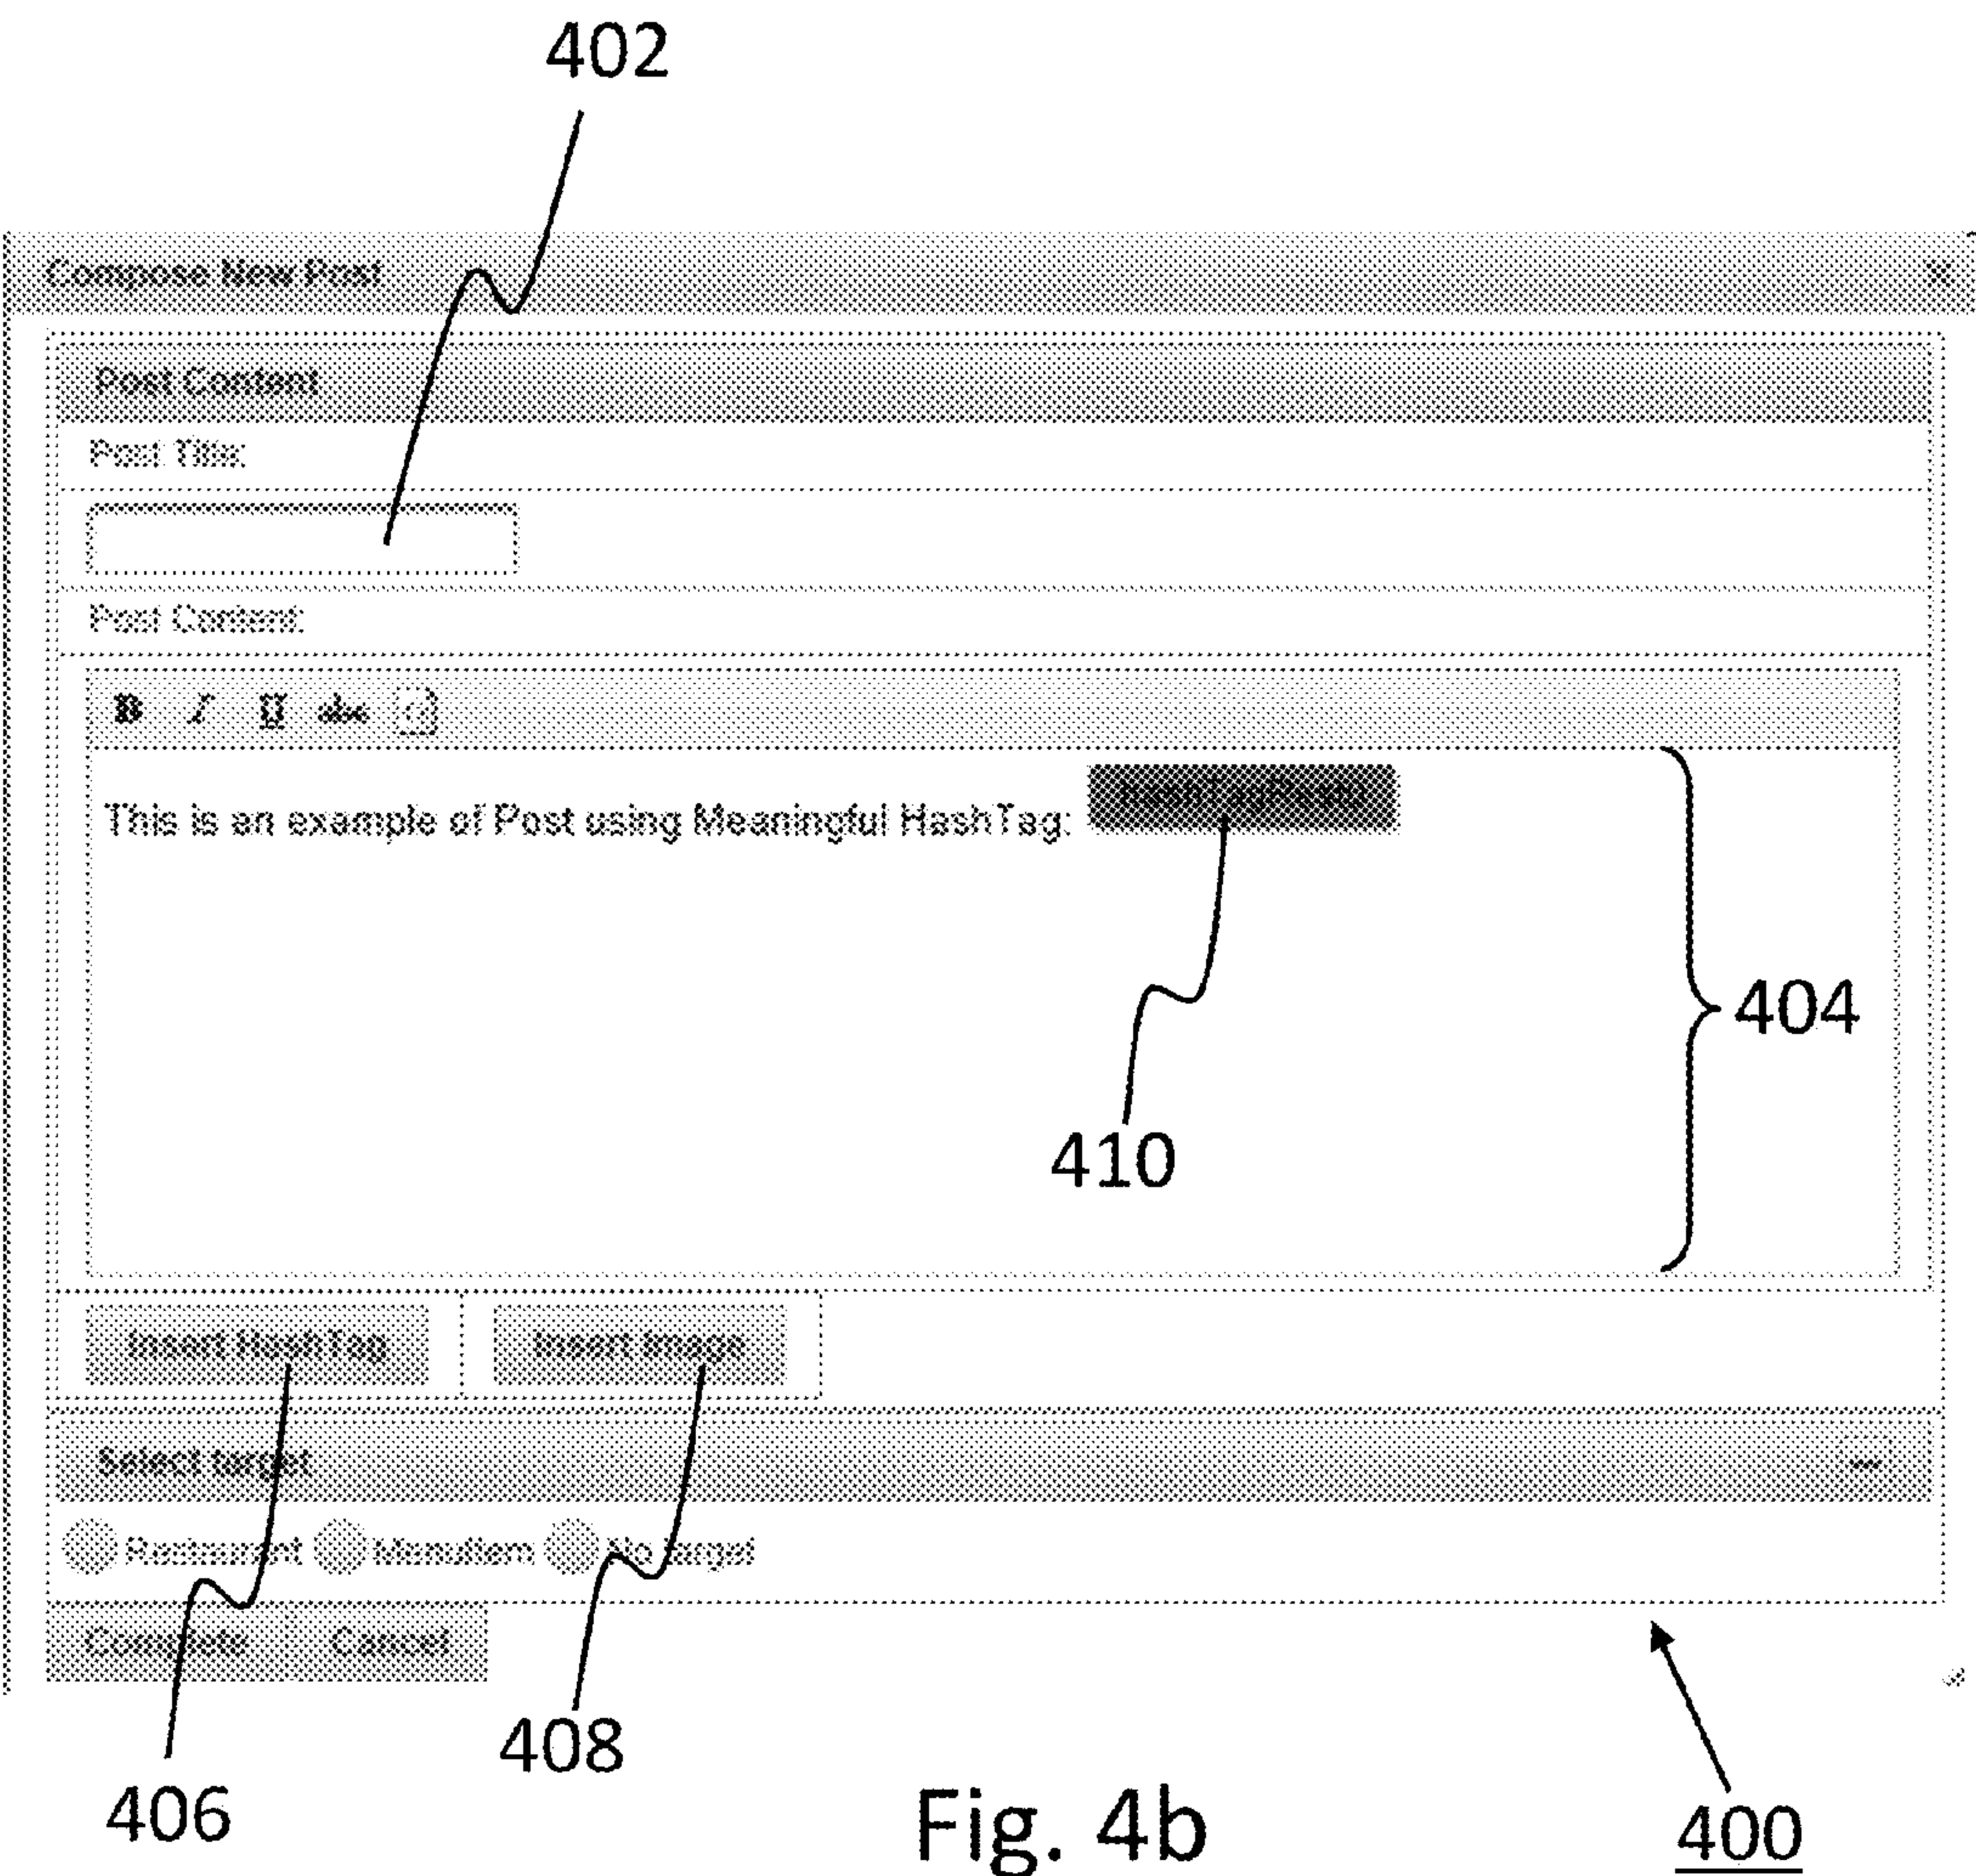 402
Compose New Post
Post Content
Post Title:
Post Content:
B I U abc
This is an example of Post using Meaningful HashTag:
404
410
Insert HashTag Insert Image
Select target
Restaurant MenuItem No target
Complete Cancel
408
406
Fig. 4b
400